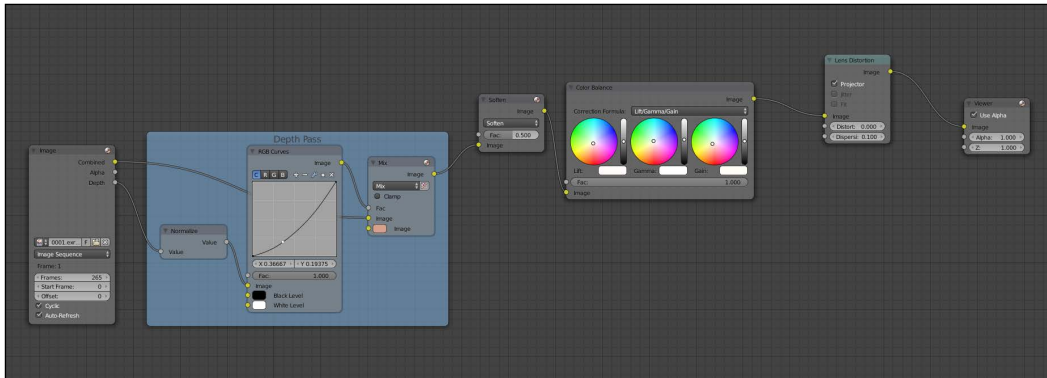 Image
Combined
Alpha
Depth
0001.exr
F
Image Sequence
Frame: 1
Frames: 265
Start Frame: 0
Offset: 0
Cyclic
Auto-Refresh
Depth Pass
Normalize
Value
Value
RGB Curves
Image
C R G B
X 0.36667 Y 0.19375
Fac: 1.000
Image
Black Level
White Level
Mix
Image
Mix
Clamp
Fac
Image
Image
Soften
Image
Soften
Fac: 0.500
Image
Color Balance
Image
Correction Formula: Lift/Gamma/Gain
Lift: Gamma: Gain:
Fac: 1.000
Image
Lens Distortion
Image
Projector
Jitter
Fit
Image
Distort: 0.000
Dispersi: 0.100
Viewer
Use Alpha
Image
Alpha: 1.000
Z: 1.000